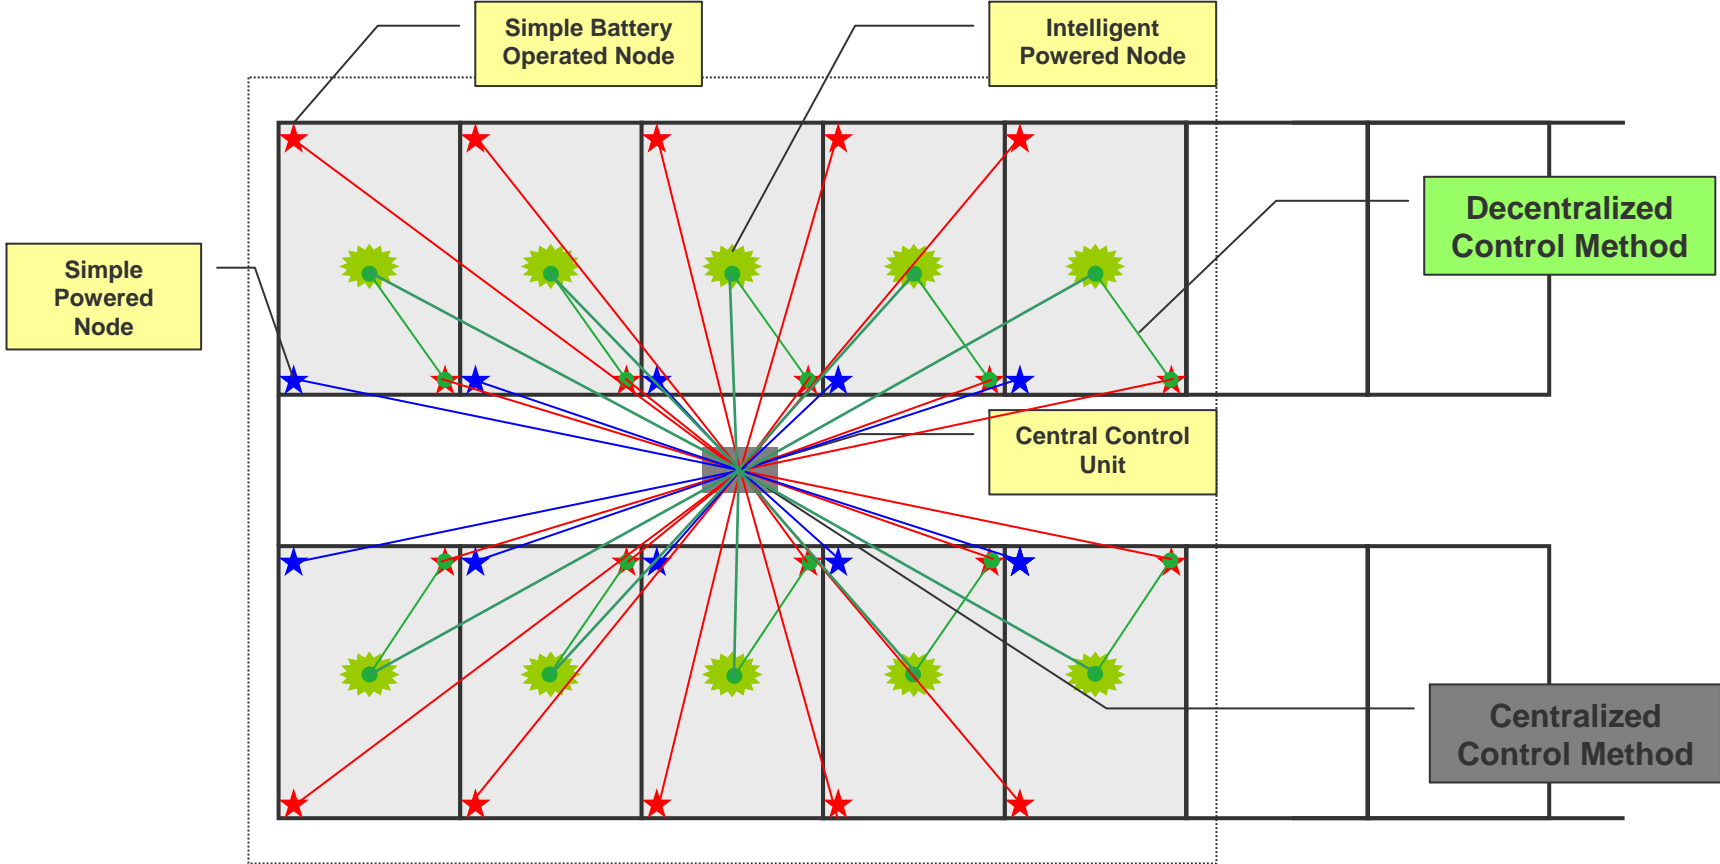 Simple Battery
Operated Node
Intelligent
Powered Node
Decentralized
Control Method
Simple
Powered
Node
Central Control
Unit
Centralized
Control Method